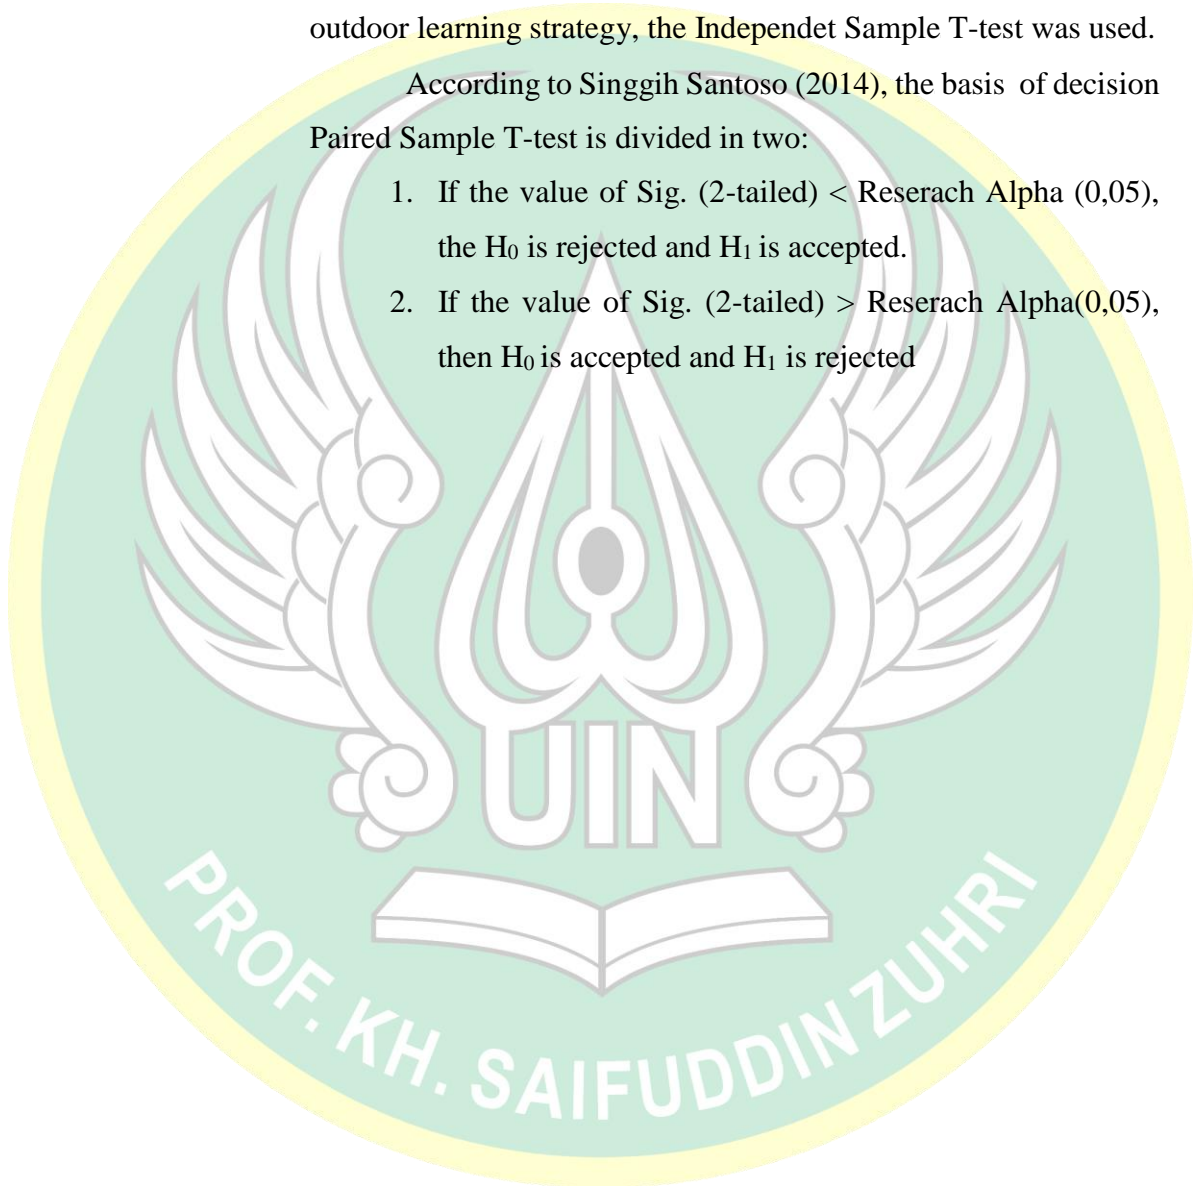 outdoor learning strategy, the Independet Sample T-test was used.
According to Singgih Santoso (2014), the basis of decision
Paired Sample T-test is divided in two:
1. If the value of Sig. (2-tailed) < Reserach Alpha (0,05),
the H₀ is rejected and H₁ is accepted.
2. If the value of Sig. (2-tailed) > Reserach Alpha(0,05),
then H₀ is accepted and H₁ is rejected
UIN
PROF. KH. SAIFUDDIN ZUHRI